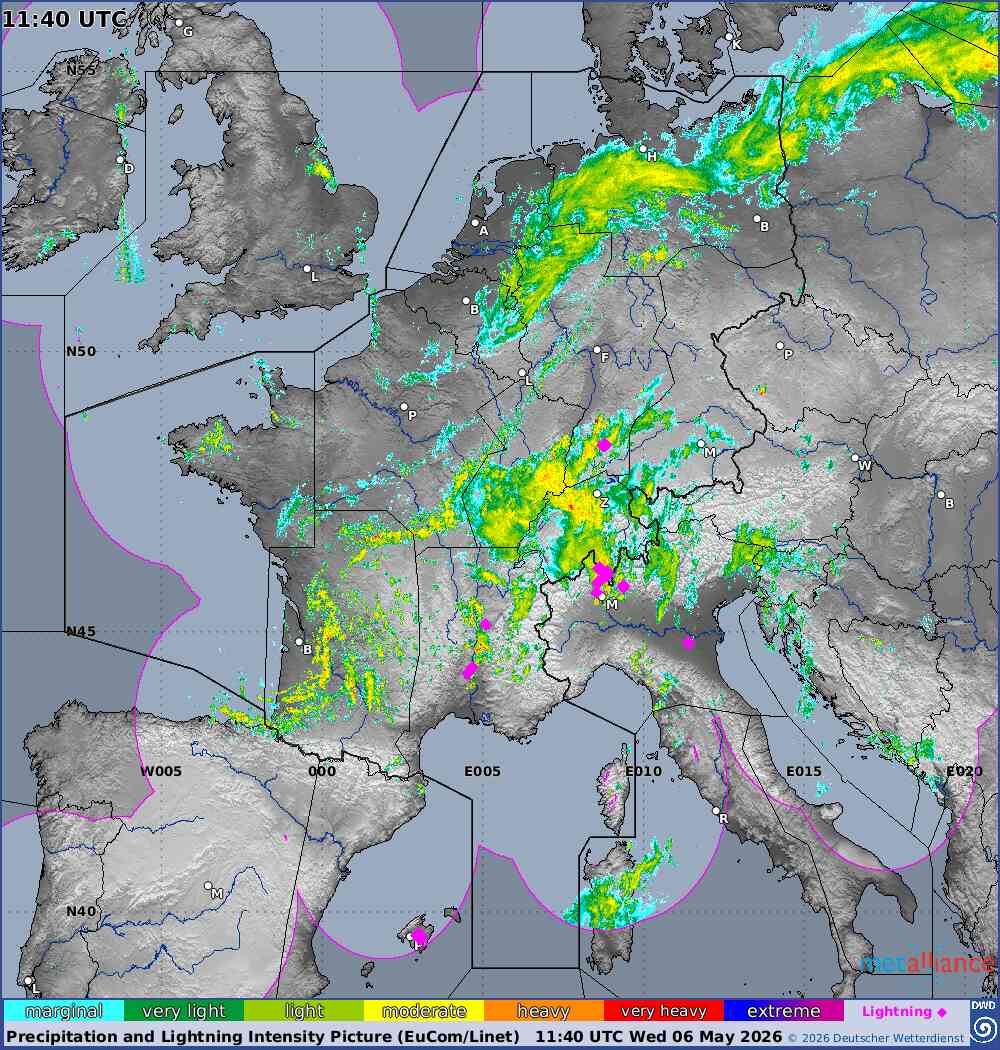 11:40 UTC
G
K
N55
D
H
A
B
L
B
N50
F
P
L
P
M
W
Z
B
M
N45
B
W005
000
E005
E010
E015
E020
R
M
N40
P
L
metalliance
marginal very light light moderate heavy very heavy extreme Lightning ◆
DWD
Precipitation and Lightning Intensity Picture (EuCom/Linet) 11:40 UTC Wed 06 May 2026 © 2026 Deutscher Wetterdienst